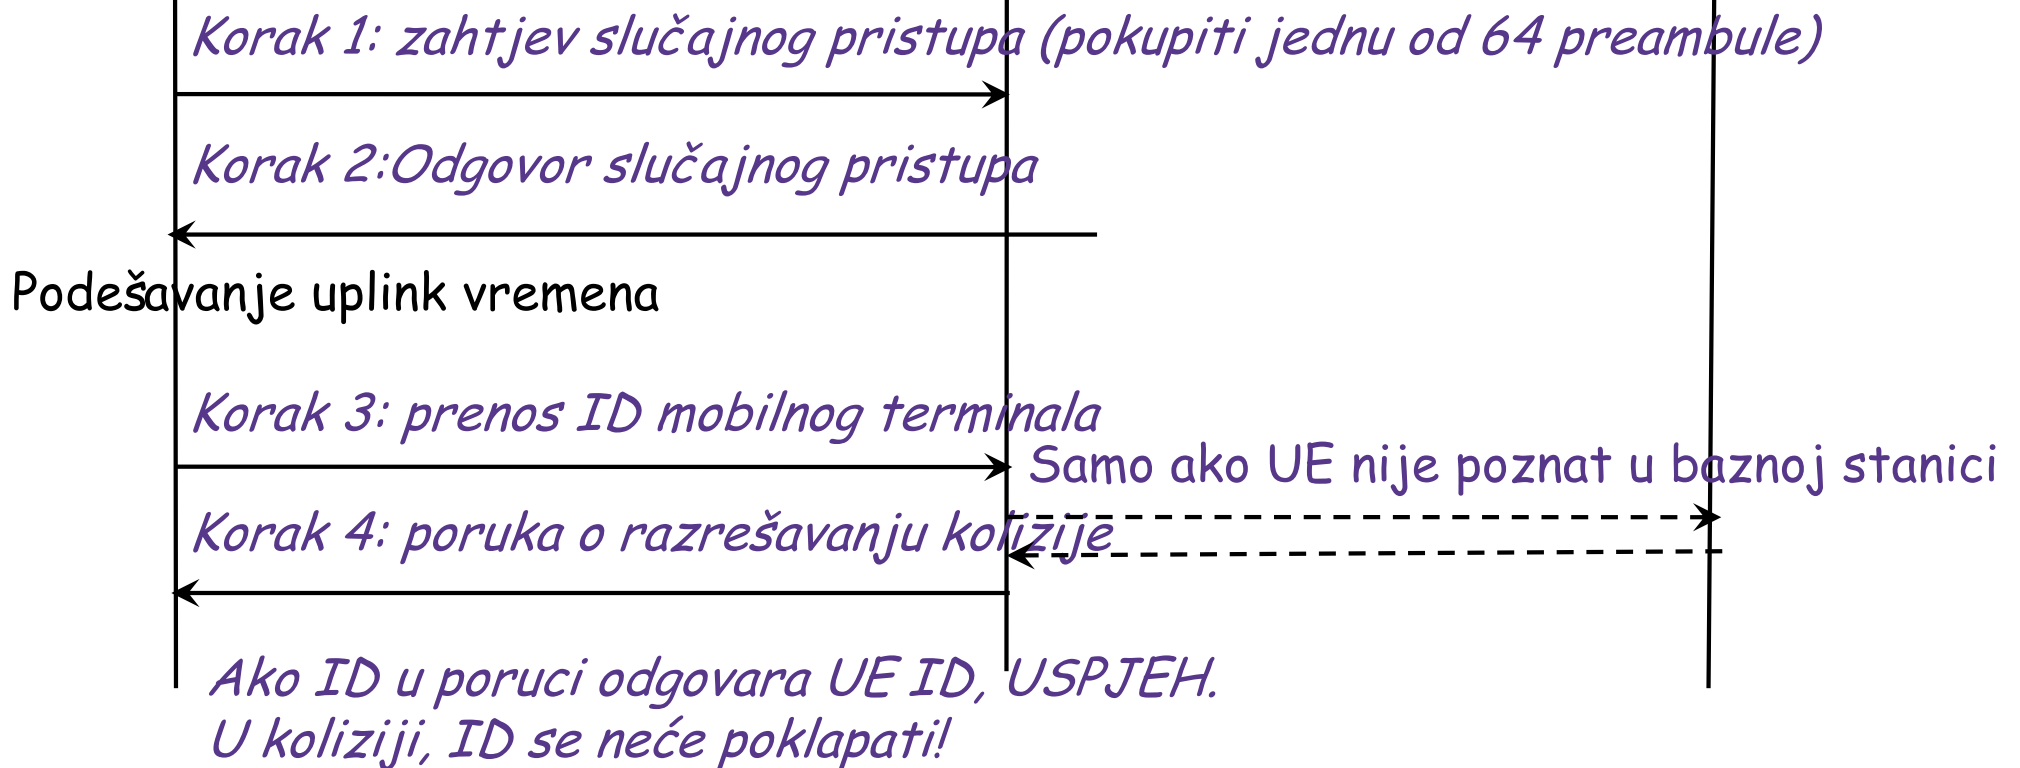 Korak 1: zahtjev slučajnog pristupa (pokupiti jednu od 64 preambule)
Korak 2:Odgovor slučajnog pristupa
Podešavanje uplink vremena
Korak 3: prenos ID mobilnog terminala
Samo ako UE nije poznat u baznoj stanici
Korak 4: poruka o razrešavanju kolizije
Ako ID u poruci odgovara UE ID, USPJEH.
U koliziji, ID se neće poklapati!